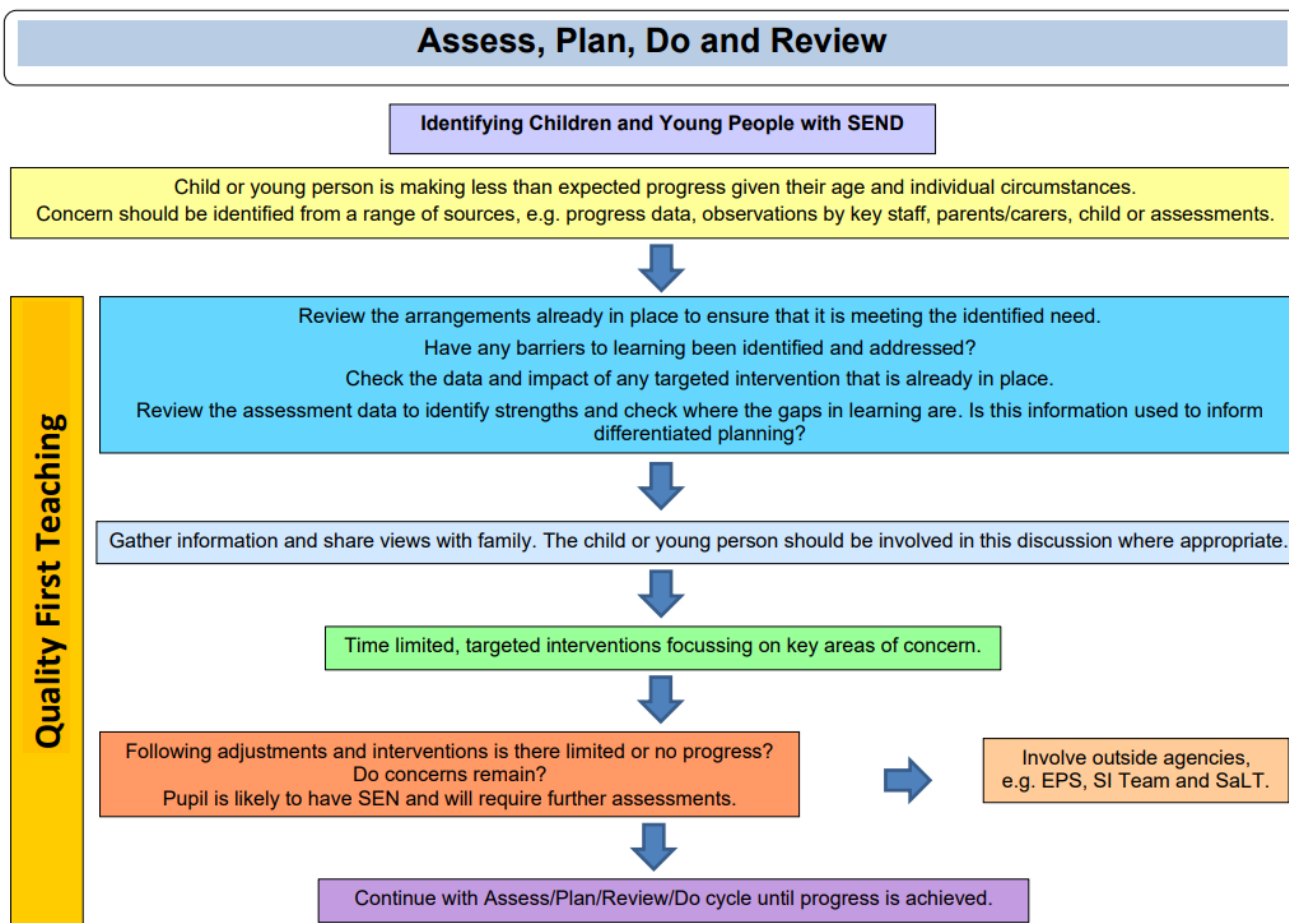 Assess, Plan, Do and Review
Identifying Children and Young People with SEND
Child or young person is making less than expected progress given their age and individual circumstances.
Concern should be identified from a range of sources, e.g. progress data, observations by key staff, parents/carers, child or assessments.
Quality First Teaching
Review the arrangements already in place to ensure that it is meeting the identified need.
Have any barriers to learning been identified and addressed?
Check the data and impact of any targeted intervention that is already in place.
Review the assessment data to identify strengths and check where the gaps in learning are. Is this information used to inform
differentiated planning?
Gather information and share views with family. The child or young person should be involved in this discussion where appropriate.
Time limited, targeted interventions focussing on key areas of concern.
Following adjustments and interventions is there limited or no progress?
Do concerns remain?
Pupil is likely to have SEN and will require further assessments.
Involve outside agencies,
e.g. EPS, SI Team and SaLT.
Continue with Assess/Plan/Review/Do cycle until progress is achieved.